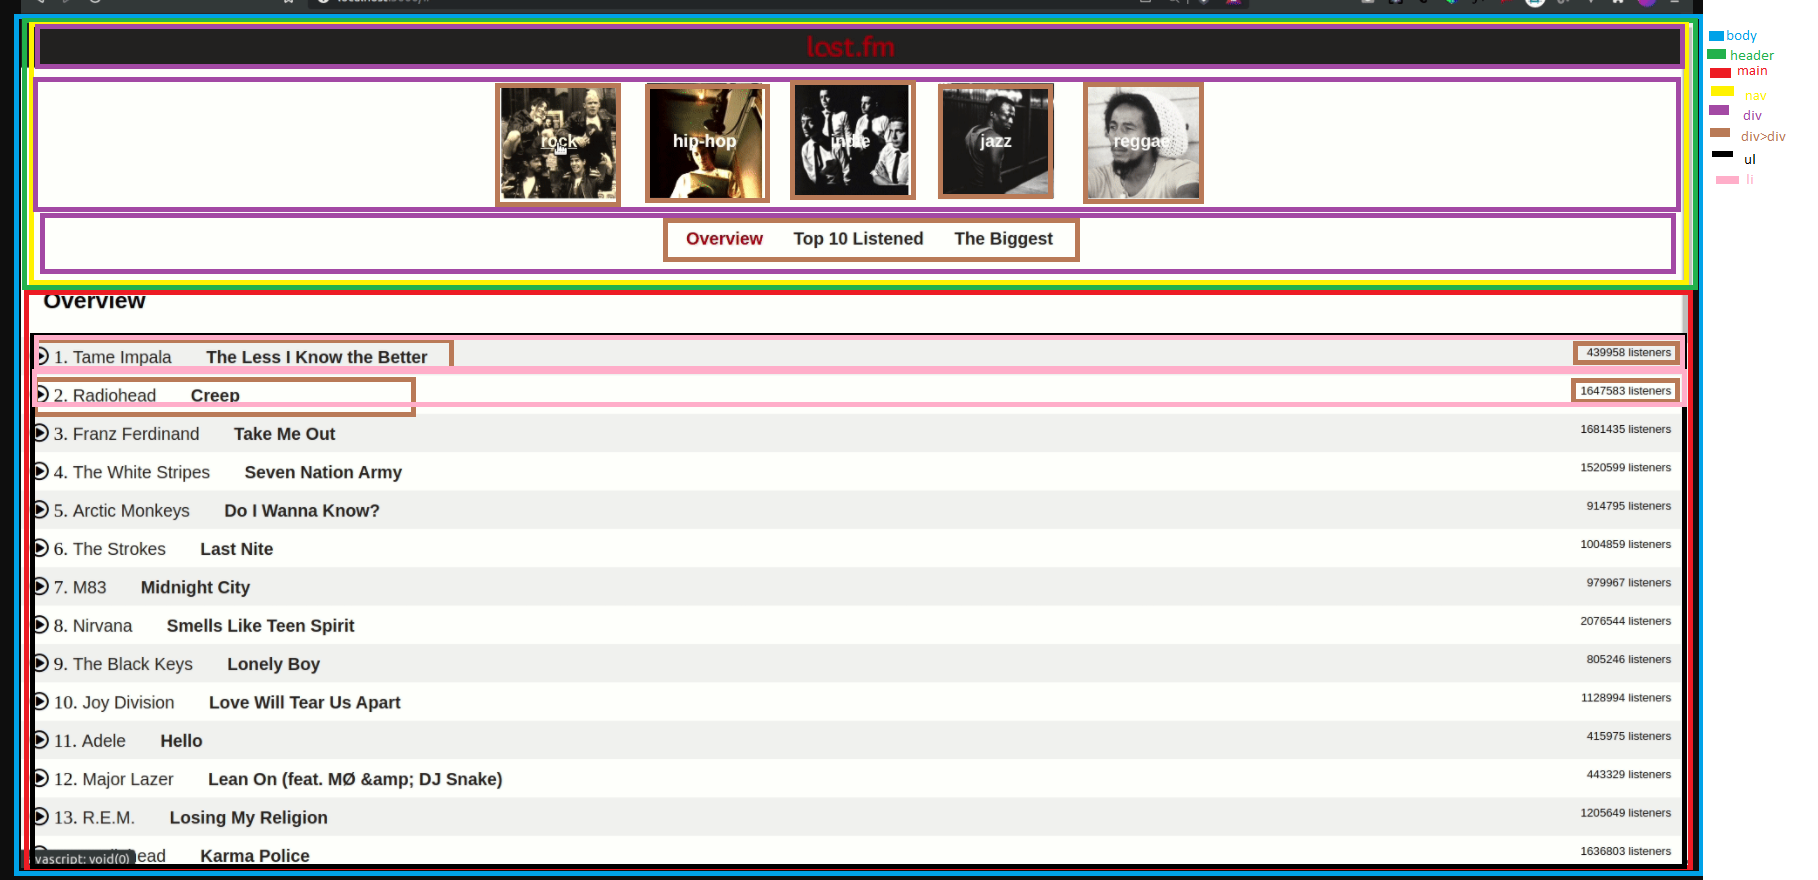 lost.fm
body
header
main
nav
div
div>div
ul
li
rock
hip-hop
indie
jazz
reggae
Overview Top 10 Listened The Biggest
Overview
1. Tame Impala The Less I Know the Better 439958 listeners
2. Radiohead Creep 1647583 listeners
3. Franz Ferdinand Take Me Out 1681435 listeners
4. The White Stripes Seven Nation Army 1520599 listeners
5. Arctic Monkeys Do I Wanna Know? 914795 listeners
6. The Strokes Last Nite 1004859 listeners
7. M83 Midnight City 979967 listeners
8. Nirvana Smells Like Teen Spirit 2076544 listeners
9. The Black Keys Lonely Boy 805246 listeners
10. Joy Division Love Will Tear Us Apart 1128994 listeners
11. Adele Hello 415975 listeners
12. Major Lazer Lean On (feat. MØ &amp; DJ Snake) 443329 listeners
13. R.E.M. Losing My Religion 1205649 listeners
Karma Police 1636803 listeners
vascript: void(0)